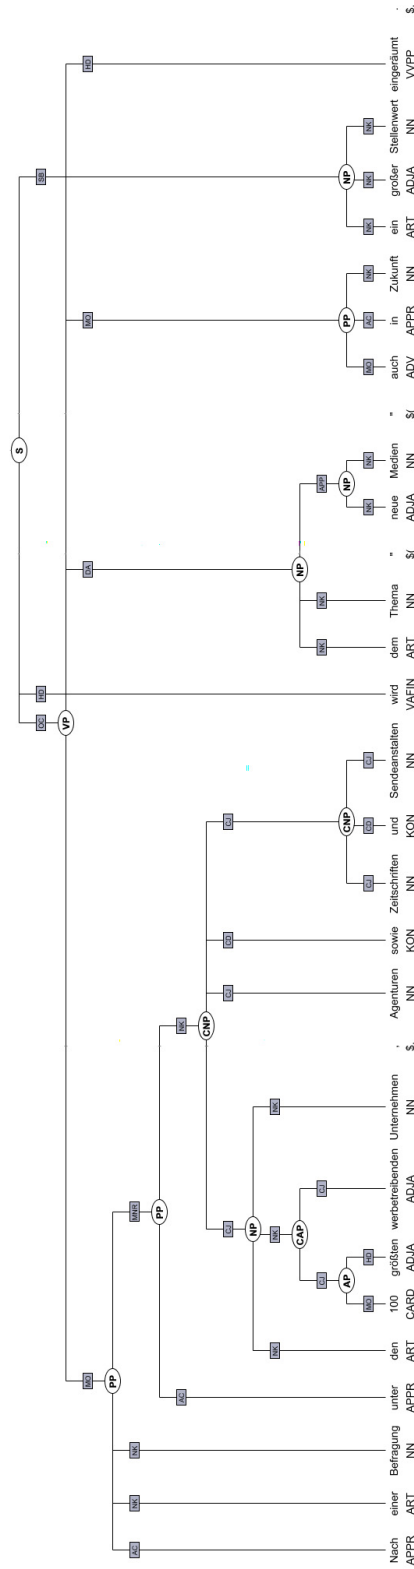 S
OC HD SB
VP
MO DA MO HD
PP
AC NK NK MNR
PP
AC NK
CNP
CJ CJ CD CJ
NP
NK NK NK
CAP NP
CJ CJ NK NK APP
AP CNP NP PP NP
MO HD CJ CD CJ NK NK MO AC NK NK NK NK
Nach einer Befragung unter den 100 größten werbetreibenden Unternehmen , Agenturen sowie Zeitschriften und Sendeanstalten wird dem Thema " neue Medien " auch in Zukunft ein großer Stellenwert eingeräumt .
APPR ART NN APPR ART CARD ADJA ADJA NN $, NN KON NN KON NN VAFIN ART NN $( ADJA NN $( ADV APPR NN ART ADJA NN VVPP $.